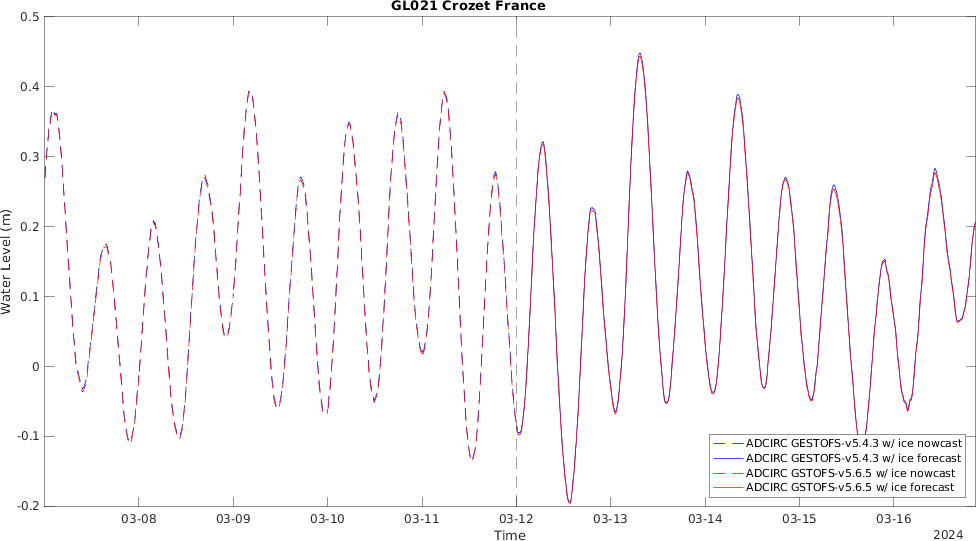 GL021 Crozet France
0.5
0.4
0.3
0.2
0.1
0
-0.1
-0.2
Water Level (m)
03-08 03-09 03-10 03-11 03-12 03-13 03-14 03-15 03-16
Time
2024
ADCIRC GESTOFS-v5.4.3 w/ ice nowcast
ADCIRC GESTOFS-v5.4.3 w/ ice forecast
ADCIRC GSTOFS-v5.6.5 w/ ice nowcast
ADCIRC GSTOFS-v5.6.5 w/ ice forecast